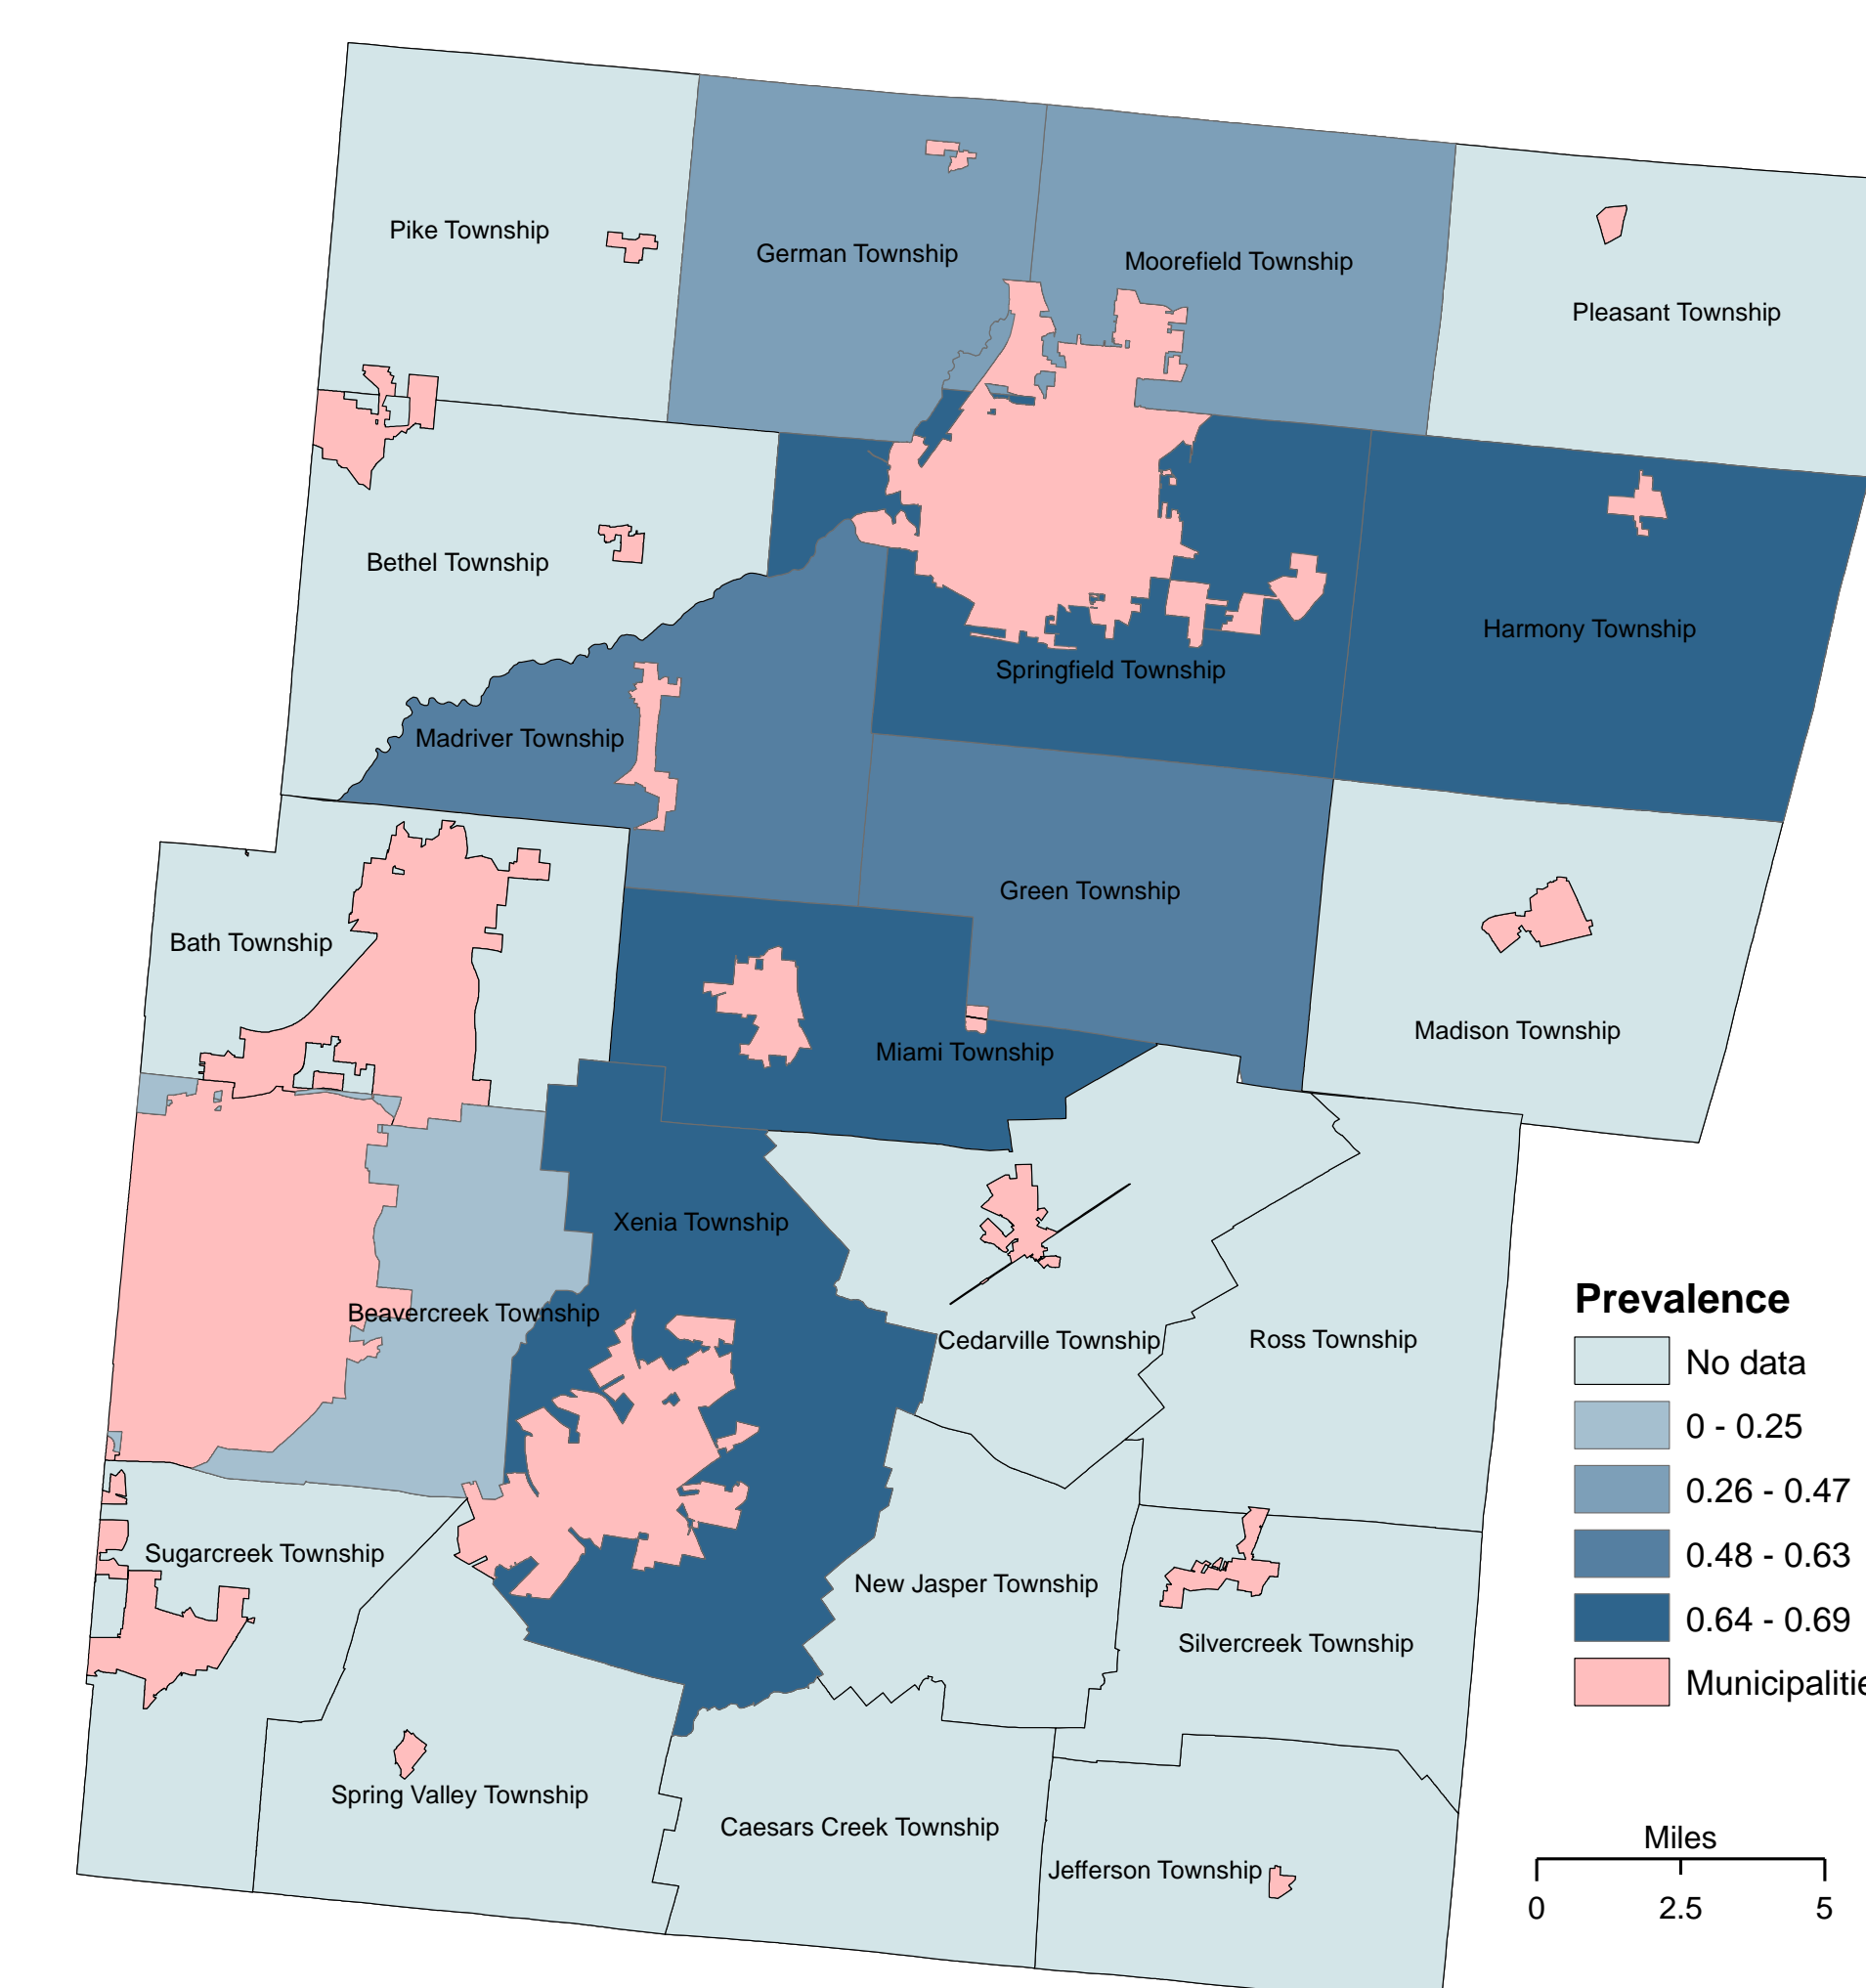 Pike Township
German Township
Moorefield Township
Pleasant Township
Bethel Township
Harmony Township
Springfield Township
Madriver Township
Green Township
Bath Township
Madison Township
Miami Township
Xenia Township
Beavercreek Township
Cedarville Township
Ross Township
Sugarcreek Township
New Jasper Township
Silvercreek Township
Spring Valley Township
Caesars Creek Township
Jefferson Township
Prevalence
No data
0 - 0.25
0.26 - 0.47
0.48 - 0.63
0.64 - 0.69
Municipalitie
Miles
0 2.5 5